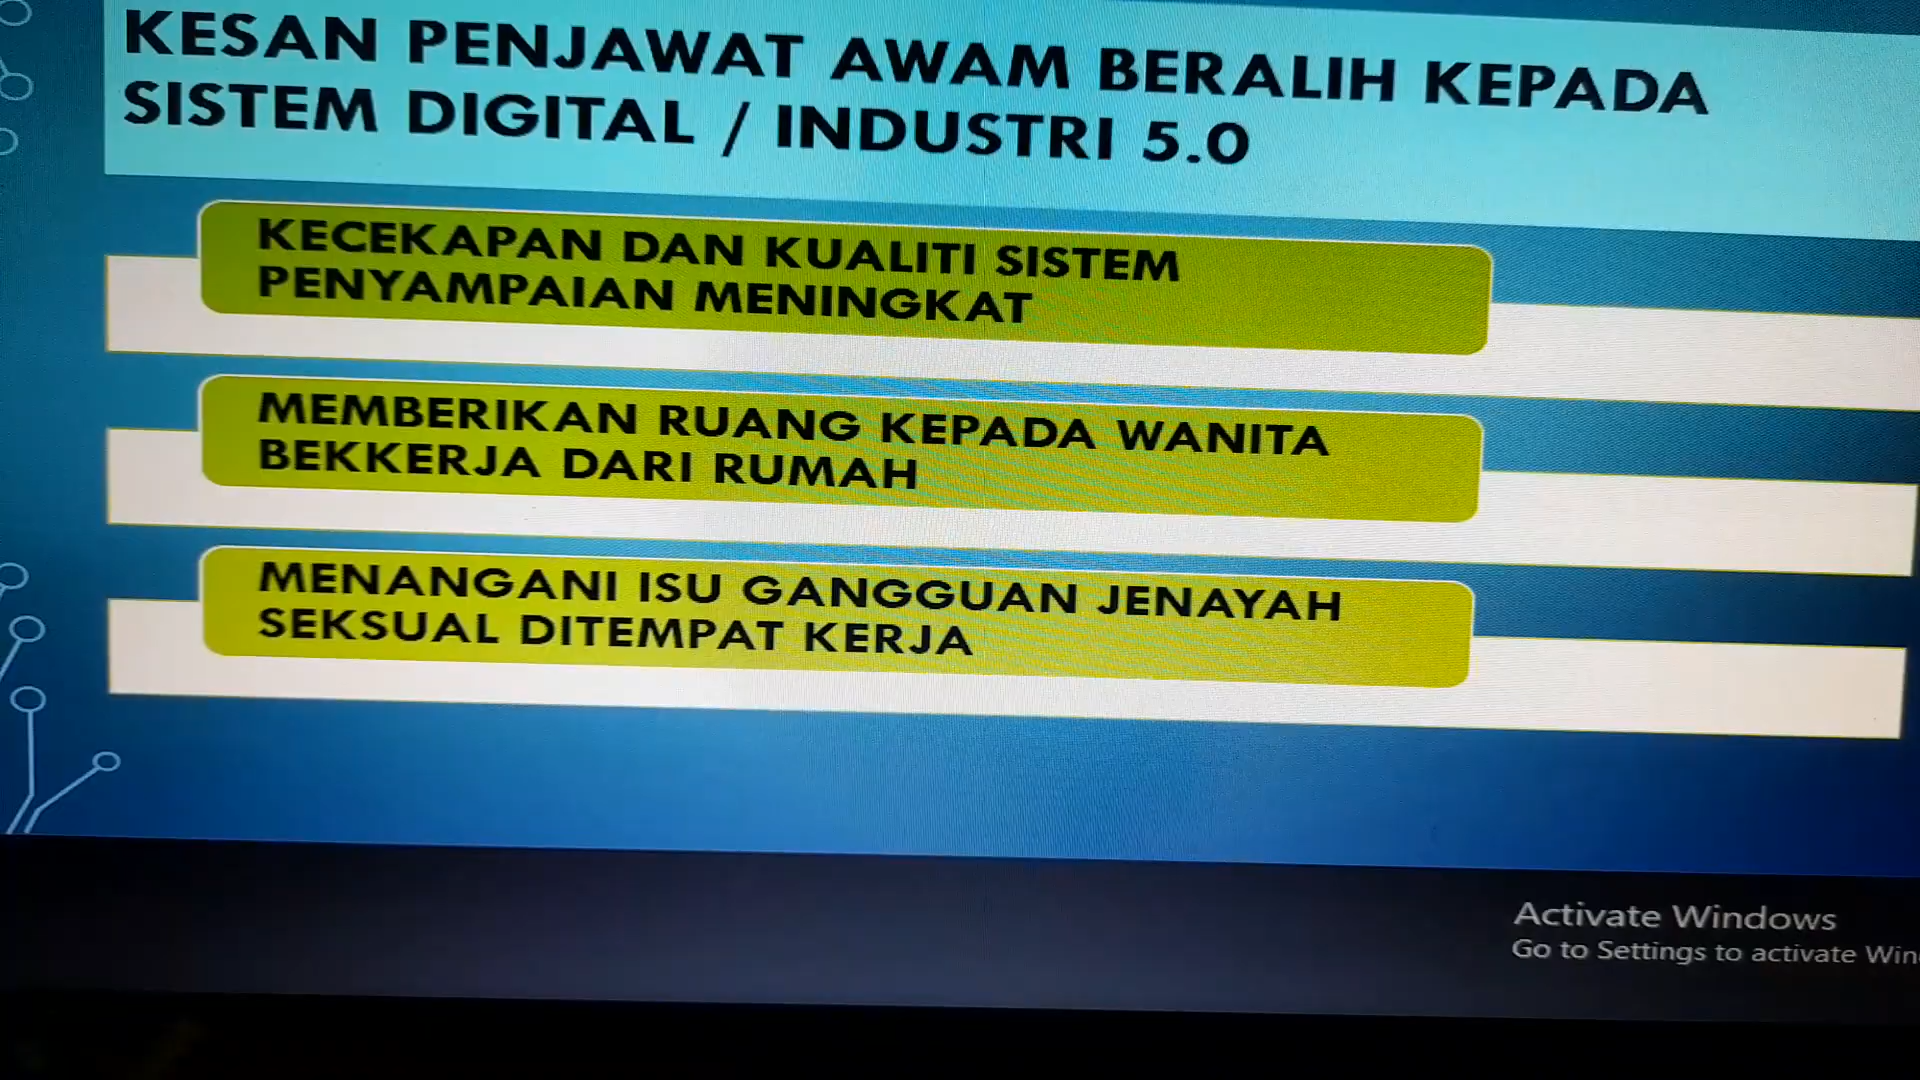 KESAN PENJAWAT AWAM BERALIH KEPADA
SISTEM DIGITAL / INDUSTRI 5.0
KECEKAPAN DAN KUALITI SISTEM
PENYAMPAIAN MENINGKAT
MEMBERIKAN RUANG KEPADA WANITA
BEKKERJA DARI RUMAH
MENANGANI ISU GANGGUAN JENAYAH
SEKSUAL DITEMPAT KERJA
Activate Windows
Go to Settings to activate Win